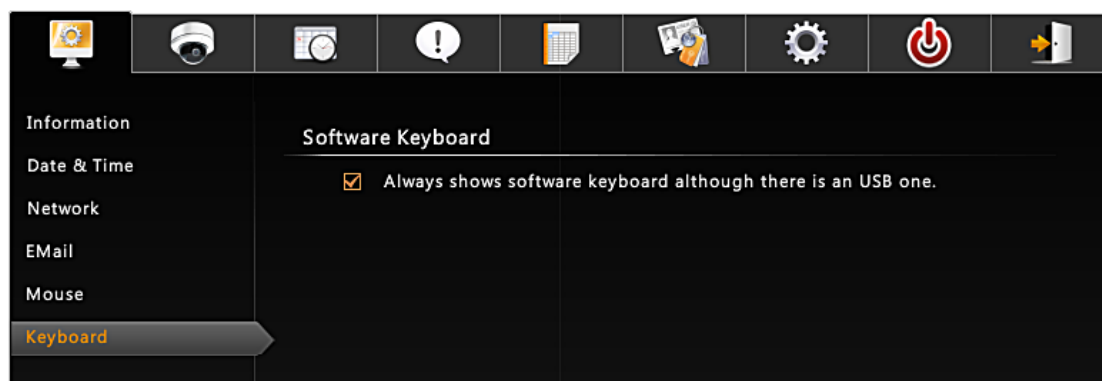 Information
Date & Time
Network
EMail
Mouse
Keyboard
Software Keyboard
Always shows software keyboard although there is an USB one.